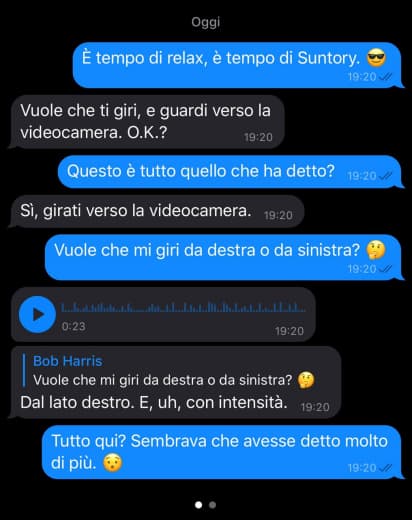 Oggi
È tempo di relax, è tempo di Suntory. 😎
19:20
Vuole che ti giri, e guardi verso la
videocamera. O.K.? 19:20
Questo è tutto quello che ha detto? 19:20
Sì, girati verso la videocamera. 19:20
Vuole che mi giri da destra o da sinistra? 🤔
19:20
0:23 19:20
Bob Harris
Vuole che mi giri da destra o da sinistra? 🤔
Dal lato destro. E, uh, con intensità. 19:20
Tutto qui? Sembrava che avesse detto molto
di più. 😯 19:20